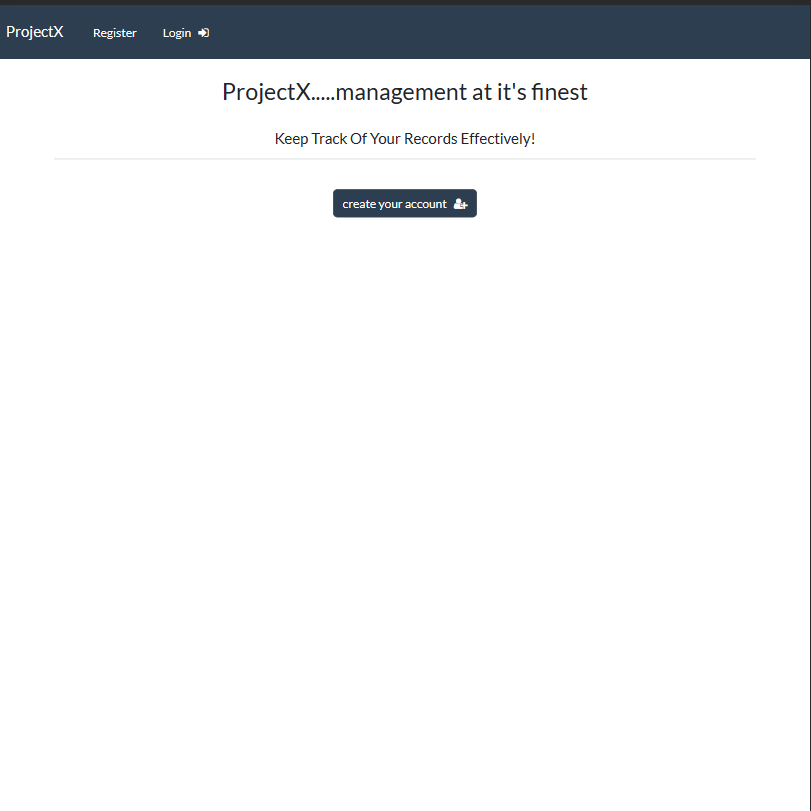 ProjectX Register Login
ProjectX.....management at it's finest
Keep Track Of Your Records Effectively!
create your account